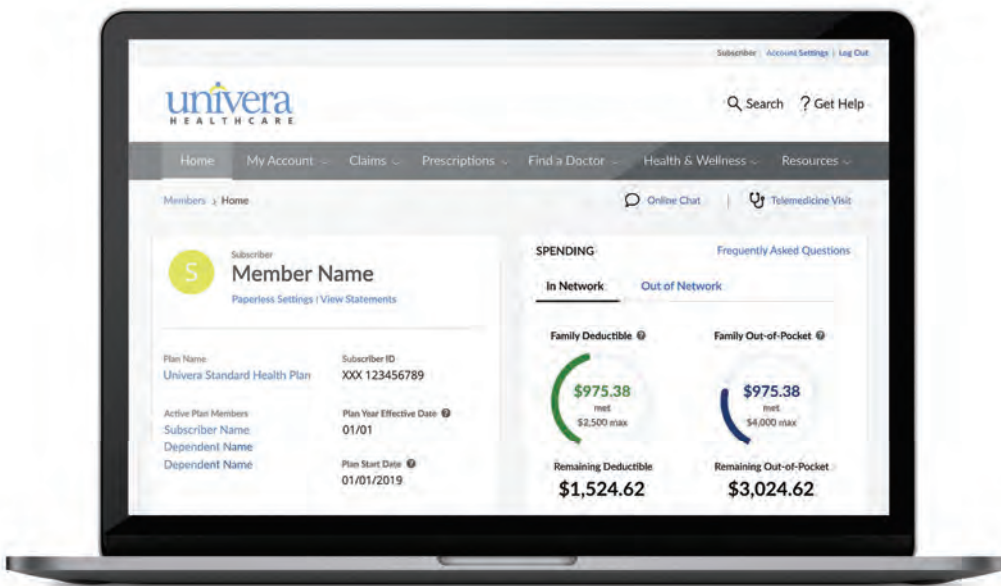 Subscriber | Account Settings | Log Out
univera
HEALTHCARE
Search ? Get Help
Home My Account Claims Prescriptions Find a Doctor Health & Wellness Resources
Members > Home
Online Chat | Telemedicine Visit
S
Subscriber
Member Name
Paperless Settings | View Statements
Plan Name
Univera Standard Health Plan
Subscriber ID
XXX 123456789
Active Plan Members
Subscriber Name
Dependent Name
Dependent Name
Plan Year Effective Date ?
01/01
Plan Start Date ?
01/01/2019
SPENDING
Frequently Asked Questions
In Network Out of Network
Family Deductible ?
$975.38
met
$2,500 max
Remaining Deductible
$1,524.62
Family Out-of-Pocket ?
$975.38
met
$4,000 max
Remaining Out-of-Pocket
$3,024.62